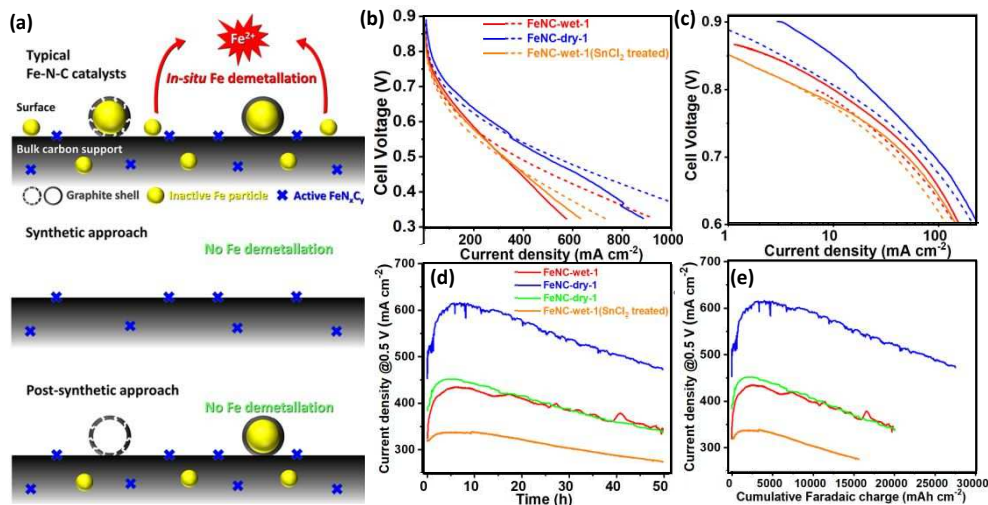 (a)
Fe2+
Typical
Fe-N-C catalysts
In-situ Fe demetallation
Surface
Bulk carbon support
Graphite shell
Inactive Fe particle
Active FeNxCy
Synthetic approach
No Fe demetallation
Post-synthetic approach
No Fe demetallation
(b)
0.9
0.8
0.7
0.6
0.5
0.4
0.3
Cell Voltage (V)
FeNC-wet-1
FeNC-dry-1
FeNC-wet-1(SnCl2 treated)
200
400
600
800
1000
Current density (mA cm-2)
(c)
0.9
0.8
0.7
0.6
Cell Voltage (V)
1
10
100
Current density (mA cm-2)
(d)
700
600
500
400
300
Current density @0.5 V (mA cm-2)
FeNC-wet-1
FeNC-dry-1
FeNC-dry-1
FeNC-wet-1(SnCl2 treated)
0
10
20
30
40
50
Time (h)
(e)
700
600
500
400
300
Current density @0.5 V (mA cm-2)
0
5000
10000
15000
20000
25000
30000
Cumulative Faradaic charge (mAh cm-2)